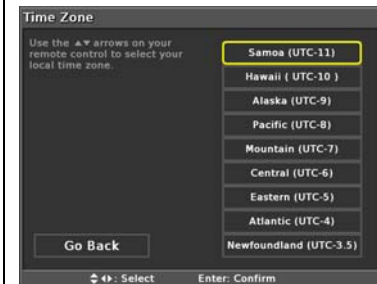 Time Zone
Use the ▲▼ arrows on your
remote control to select your
local time zone.
Samoa (UTC-11)
Hawaii ( UTC-10 )
Alaska (UTC-9)
Pacific (UTC-8)
Mountain (UTC-7)
Central (UTC-6)
Eastern (UTC-5)
Atlantic (UTC-4)
Newfoundland (UTC-3.5)
Go Back
: Select Enter: Confirm